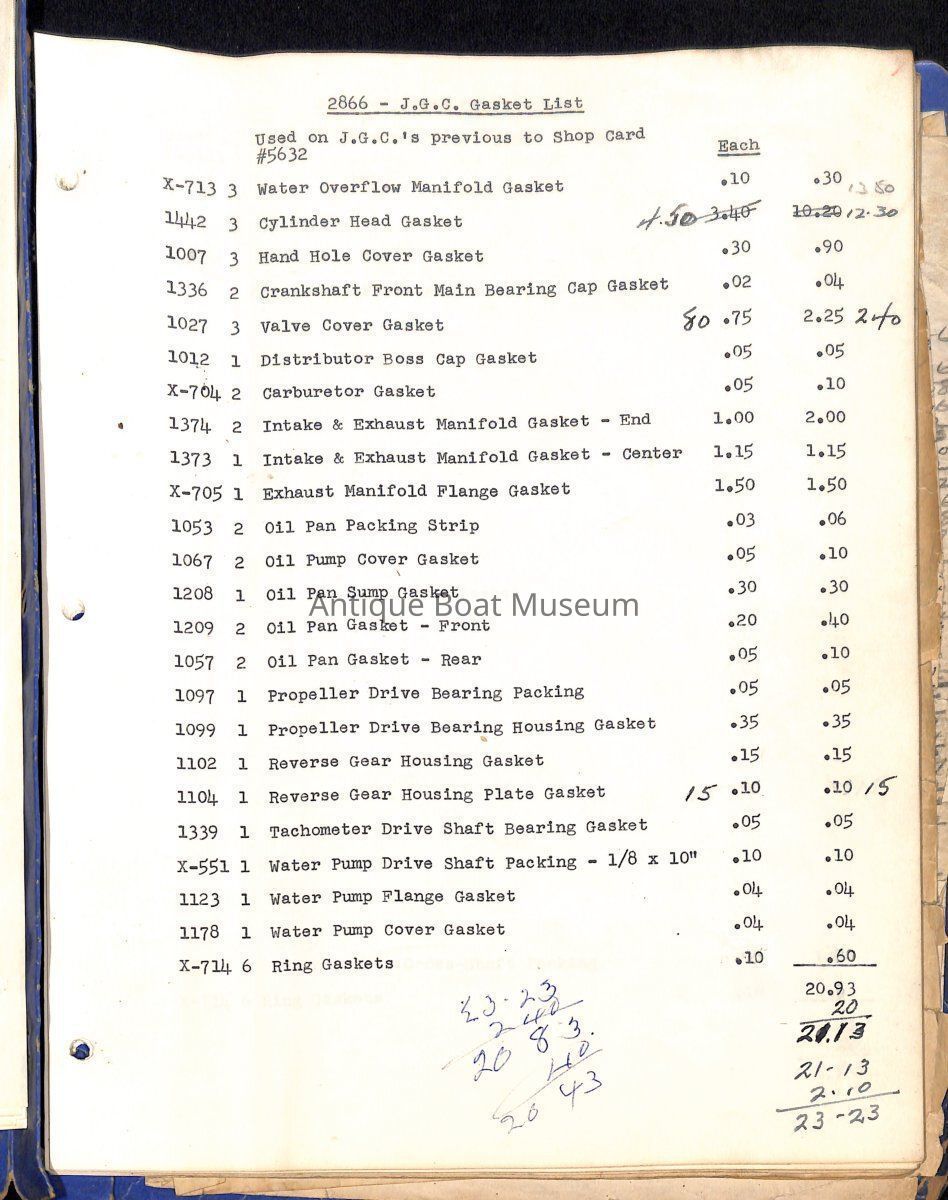 2866 - J.G.C. Gasket List
Used on J.G.C.'s previous to Shop Card
#5632
Each
X-713 3 Water Overflow Manifold Gasket .10 .30 13 50
1442 3 Cylinder Head Gasket 4.50 3.40 10.20 12.30
1007 3 Hand Hole Cover Gasket .30 .90
1336 2 Crankshaft Front Main Bearing Cap Gasket .02 .04
1027 3 Valve Cover Gasket 80 .75 2.25 240
1012 1 Distributor Boss Cap Gasket .05 .05
X-704 2 Carburetor Gasket .05 .10
1374 2 Intake & Exhaust Manifold Gasket - End 1.00 2.00
1373 1 Intake & Exhaust Manifold Gasket - Center 1.15 1.15
X-705 1 Exhaust Manifold Flange Gasket 1.50 1.50
1053 2 Oil Pan Packing Strip .03 .06
1067 2 Oil Pump Cover Gasket .05 .10
1208 1 Oil Pan Sump Gasket .30 .30
Antique Boat Museum
1209 2 Oil Pan Gasket - Front .20 .40
1057 2 Oil Pan Gasket - Rear .05 .10
1097 1 Propeller Drive Bearing Packing .05 .05
1099 1 Propeller Drive Bearing Housing Gasket .35 .35
1102 1 Reverse Gear Housing Gasket .15 .15
1104 1 Reverse Gear Housing Plate Gasket 15 .10 .10 15
1339 1 Tachometer Drive Shaft Bearing Gasket .05 .05
X-551 1 Water Pump Drive Shaft Packing - 1/8 x 10" .10 .10
1123 1 Water Pump Flange Gasket .04 .04
1178 1 Water Pump Cover Gasket .04 .04
X-714 6 Ring Gaskets .10 .60
20.93
20
21.13
21-13
2.10
23-23
23-23
2 40
20 83.
40
20 43